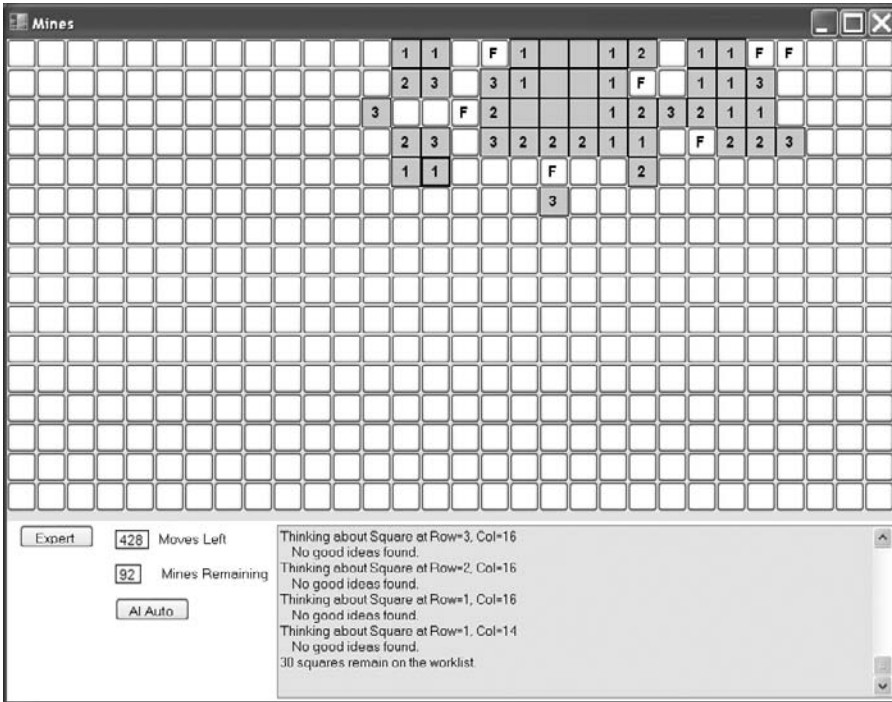 Mines
1 1 F 1 1 2 1 1 F F
2 3 3 1 1 F 1 1 3
3 F 2 1 2 3 2 1 1
2 3 3 2 2 2 1 1 F 2 2 3
1 1 F 2
3
Expert 428 Moves Left
92 Mines Remaining
AI Auto
Thinking about Square at Row=3, Col=16
No good ideas found.
Thinking about Square at Row=2, Col=16
No good ideas found.
Thinking about Square at Row=1, Col=16
No good ideas found.
Thinking about Square at Row=1, Col=14
No good ideas found.
30 squares remain on the worklist